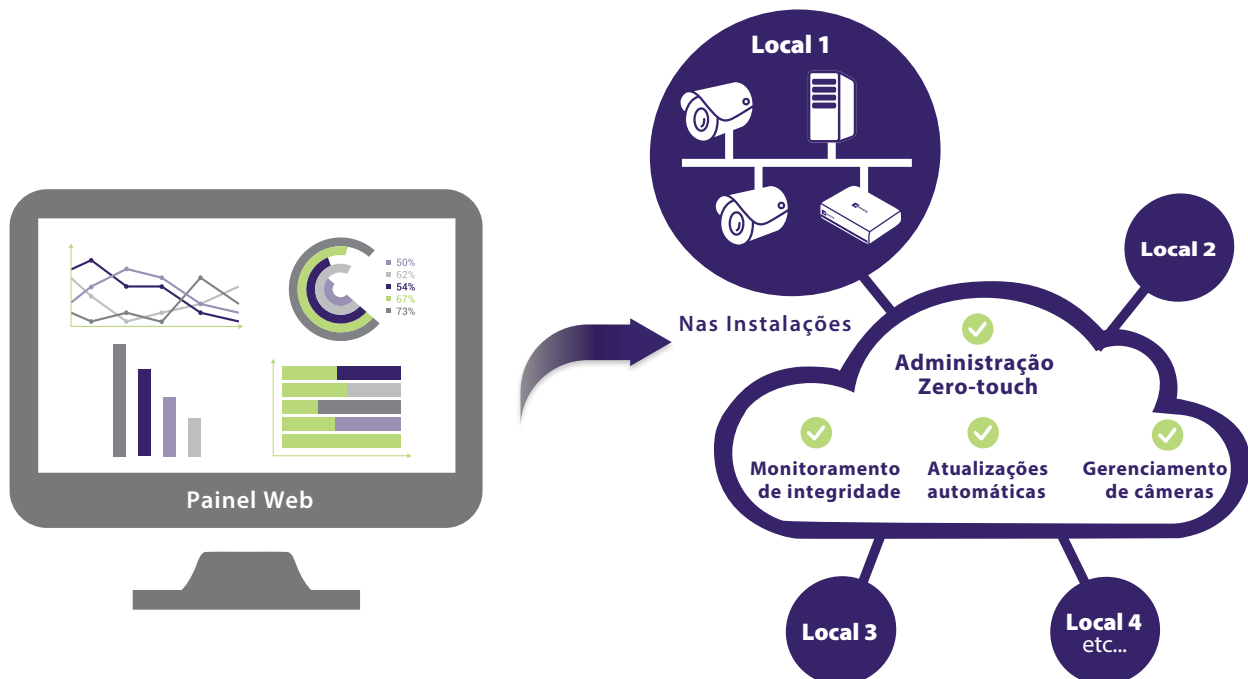 50%
62%
54%
67%
73%
Painel Web
Local 1
Nas Instalações
Local 2
Administração
Zero-touch
Monitoramento
de integridade
Atualizações
automáticas
Gerenciamento
de câmeras
Local 3
Local 4
etc...